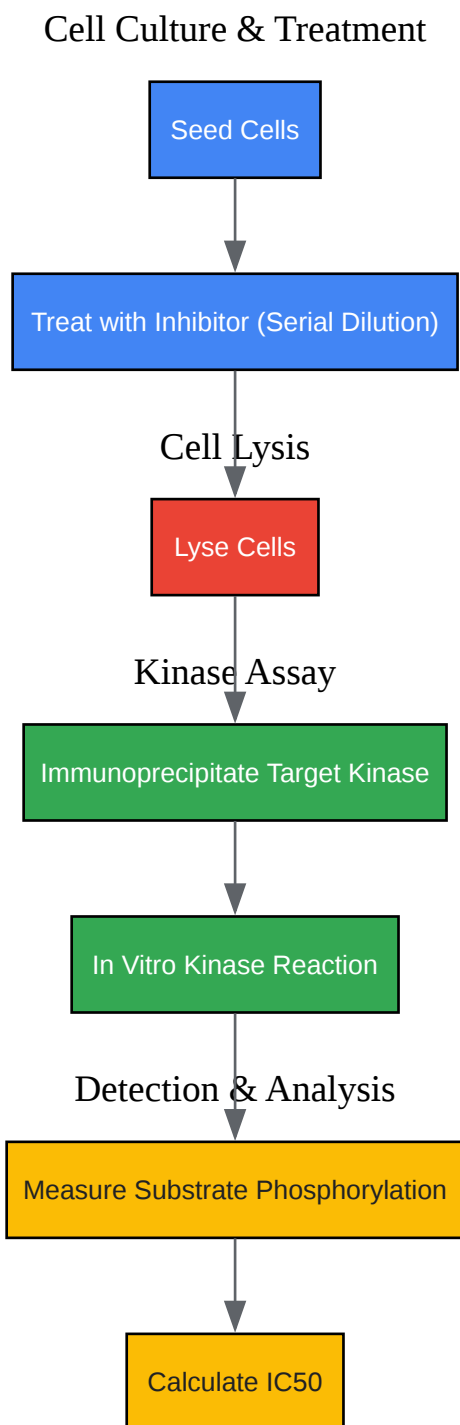 Cell Culture & Treatment
Seed Cells
Treat with Inhibitor (Serial Dilution)
Cell Lysis
Lyse Cells
Kinase Assay
Immunoprecipitate Target Kinase
In Vitro Kinase Reaction
Detection & Analysis
Measure Substrate Phosphorylation
Calculate IC50